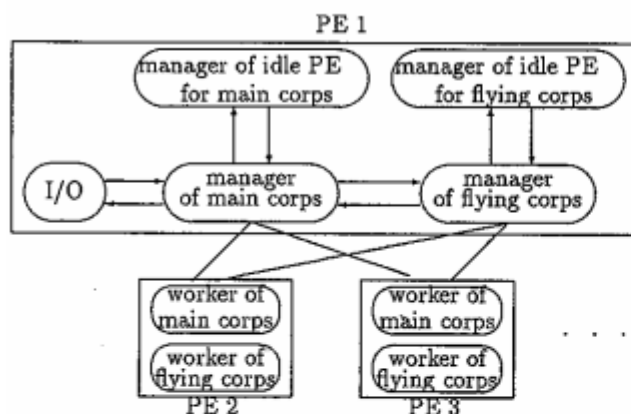 PE 1
manager of idle PE
for main corps
manager of idle PE
for flying corps
I/O
manager
of main corps
manager
of flying corps
worker of
main corps
worker of
flying corps
PE 2
worker of
main corps
worker of
flying corps
PE 3
. . .